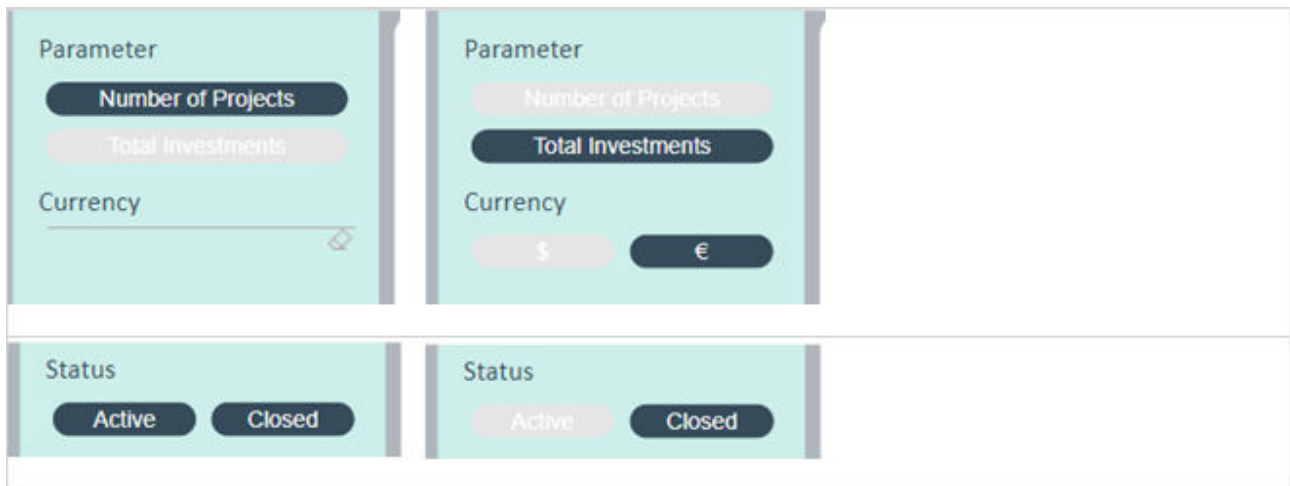 Parameter
Number of Projects
Total Investments
Currency
Parameter
Number of Projects
Total Investments
Currency
$ €
Status
Active Closed
Status
Active Closed